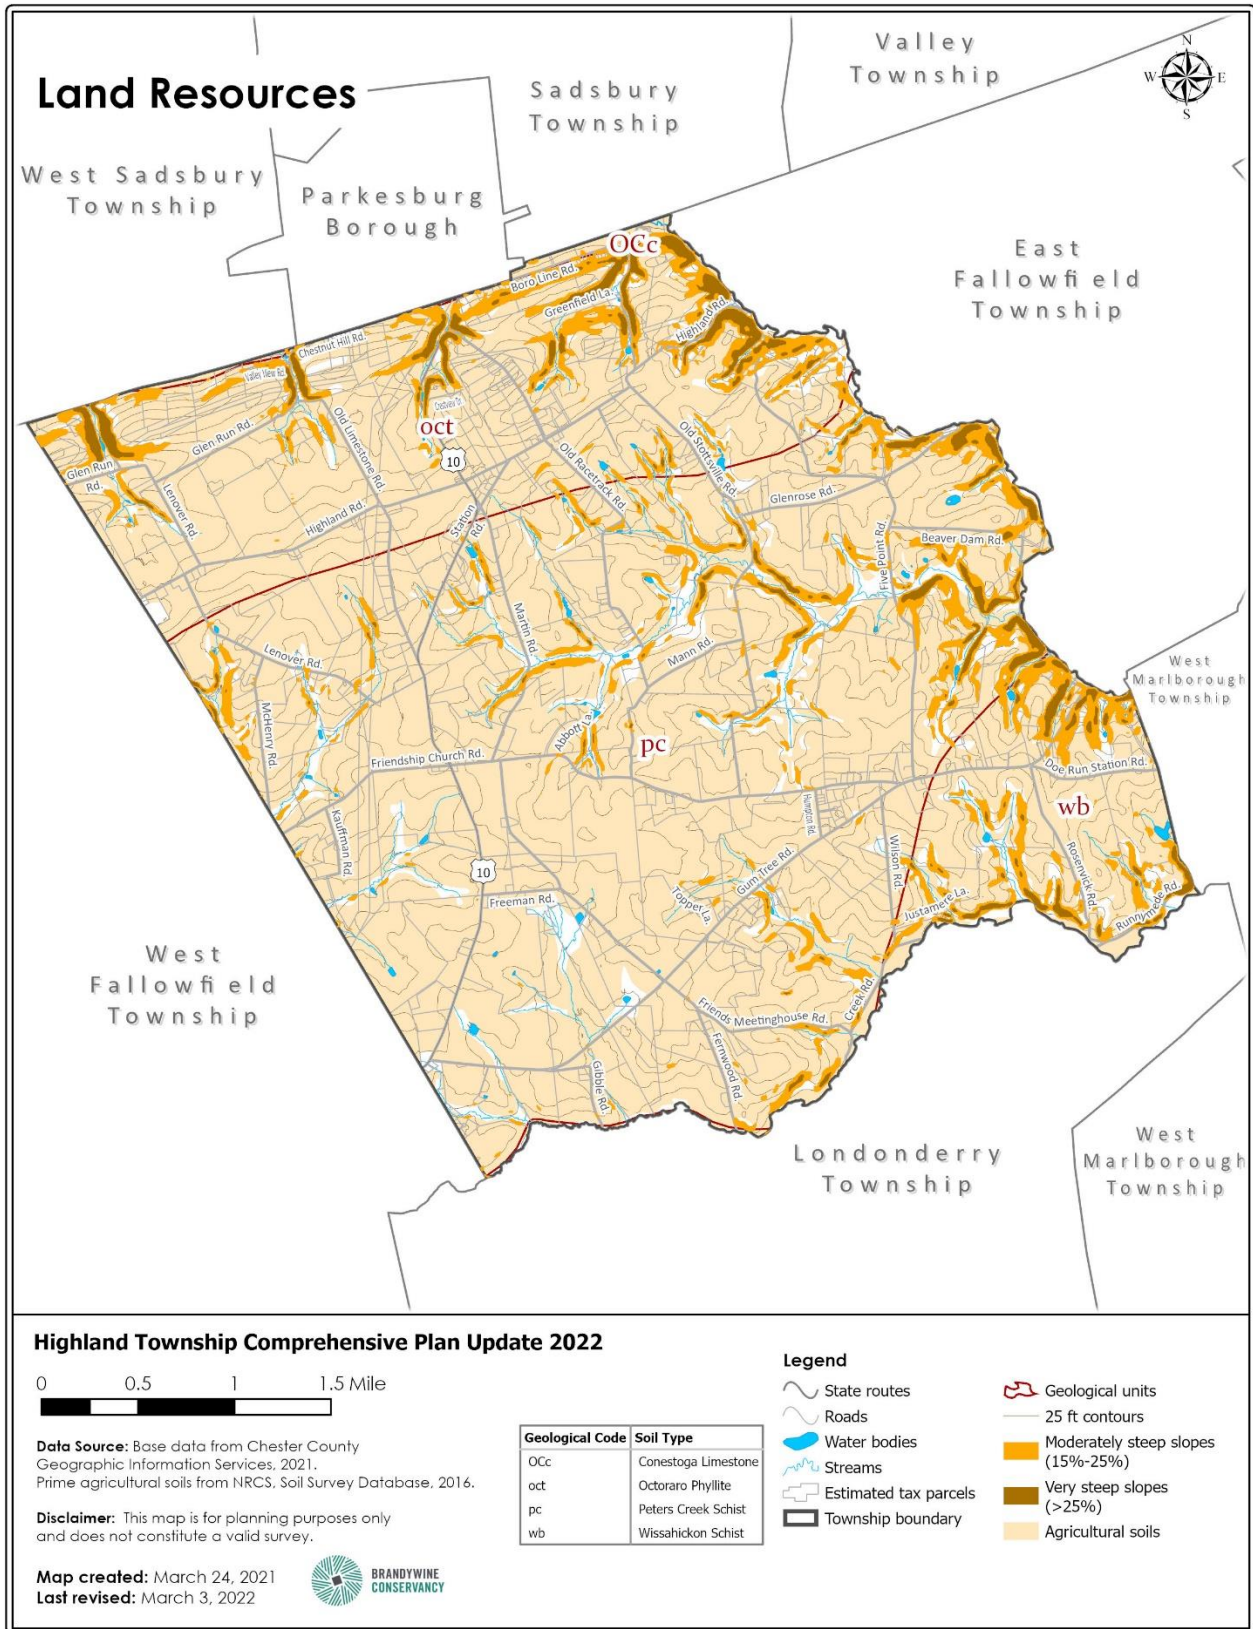 Land Resources
Valley
Township
N
W
E
S
Sadsbury
Township
West Sadsbury
Township
Parkesburg
Borough
East
Fallowfield
Township
OCc
Boro Line Rd.
Greenfield La.
Highland Rd.
Chestnut Hill Rd.
Valley View Rd.
Crestview Dr.
oct
10
Glen Run Rd.
Old Limestone Rd.
Glen Run
Rd.
Lenover Rd.
Highland Rd.
Station
Rd.
Old Racetrack Rd.
Old Stottsville Rd.
Glenrose Rd.
Five Point Rd.
Beaver Dam Rd.
Martin Rd.
Mann Rd.
Lenover Rd.
McHenry Rd.
West
Marlborough
Township
Abbott La.
pc
Friendship Church Rd.
Doe Run Station Rd.
wb
Kauffman Rd.
Humpton Rd.
Wilson Rd.
Rosenvick Rd.
10
Gum Tree Rd.
Freeman Rd.
Topper La.
Justamere La.
Runnymede Rd.
West
Fallowfield
Township
Creek Rd.
Friends Meetinghouse Rd.
Fernwood Rd.
Gibble Rd.
Londonderry
Township
West
Marlborough
Township
Highland Township Comprehensive Plan Update 2022
0 0.5 1 1.5 Mile
Data Source: Base data from Chester County
Geographic Information Services, 2021.
Prime agricultural soils from NRCS, Soil Survey Database, 2016.
Disclaimer: This map is for planning purposes only
and does not constitute a valid survey.
Map created: March 24, 2021
Last revised: March 3, 2022
BRANDYWINE
CONSERVANCY
Geological Code Soil Type
OCc Conestoga Limestone
oct Octoraro Phyllite
pc Peters Creek Schist
wb Wissahickon Schist
Legend
State routes
Roads
Water bodies
Streams
Estimated tax parcels
Township boundary
Geological units
25 ft contours
Moderately steep slopes
(15%-25%)
Very steep slopes
(>25%)
Agricultural soils